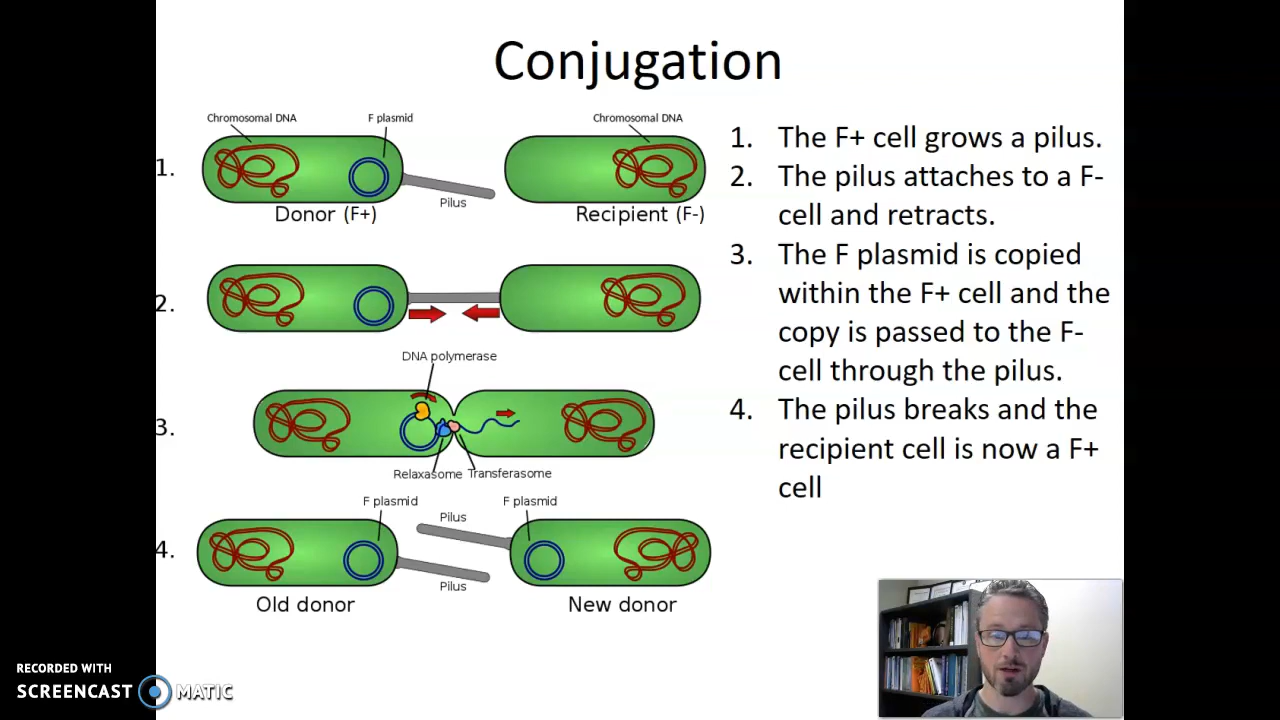 Conjugation
Chromosomal DNA
F plasmid
Chromosomal DNA
1.
Pilus
Donor (F+)
Recipient (F-)
2.
DNA polymerase
3.
Relaxasome
Transferasome
F plasmid
F plasmid
Pilus
4.
Pilus
Old donor
New donor
1. The F+ cell grows a pilus.
2. The pilus attaches to a F-
cell and retracts.
3. The F plasmid is copied
within the F+ cell and the
copy is passed to the F-
cell through the pilus.
4. The pilus breaks and the
recipient cell is now a F+
cell
RECORDED WITH
SCREENCAST MATIC